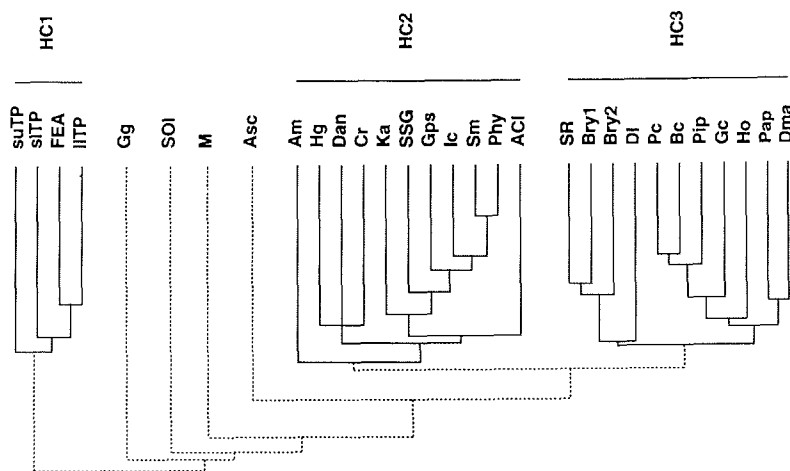 HC1
HC2
HC3
suTP
slTP
FEA
llTP
Gg
SOl
M
Asc
Am
Hg
Dan
Cr
Ka
SSG
Gps
Ic
Sm
Phy
ACl
SR
Bry1
Bry2
Dl
Pc
Bc
Pip
Gc
Ho
Pap
Dma